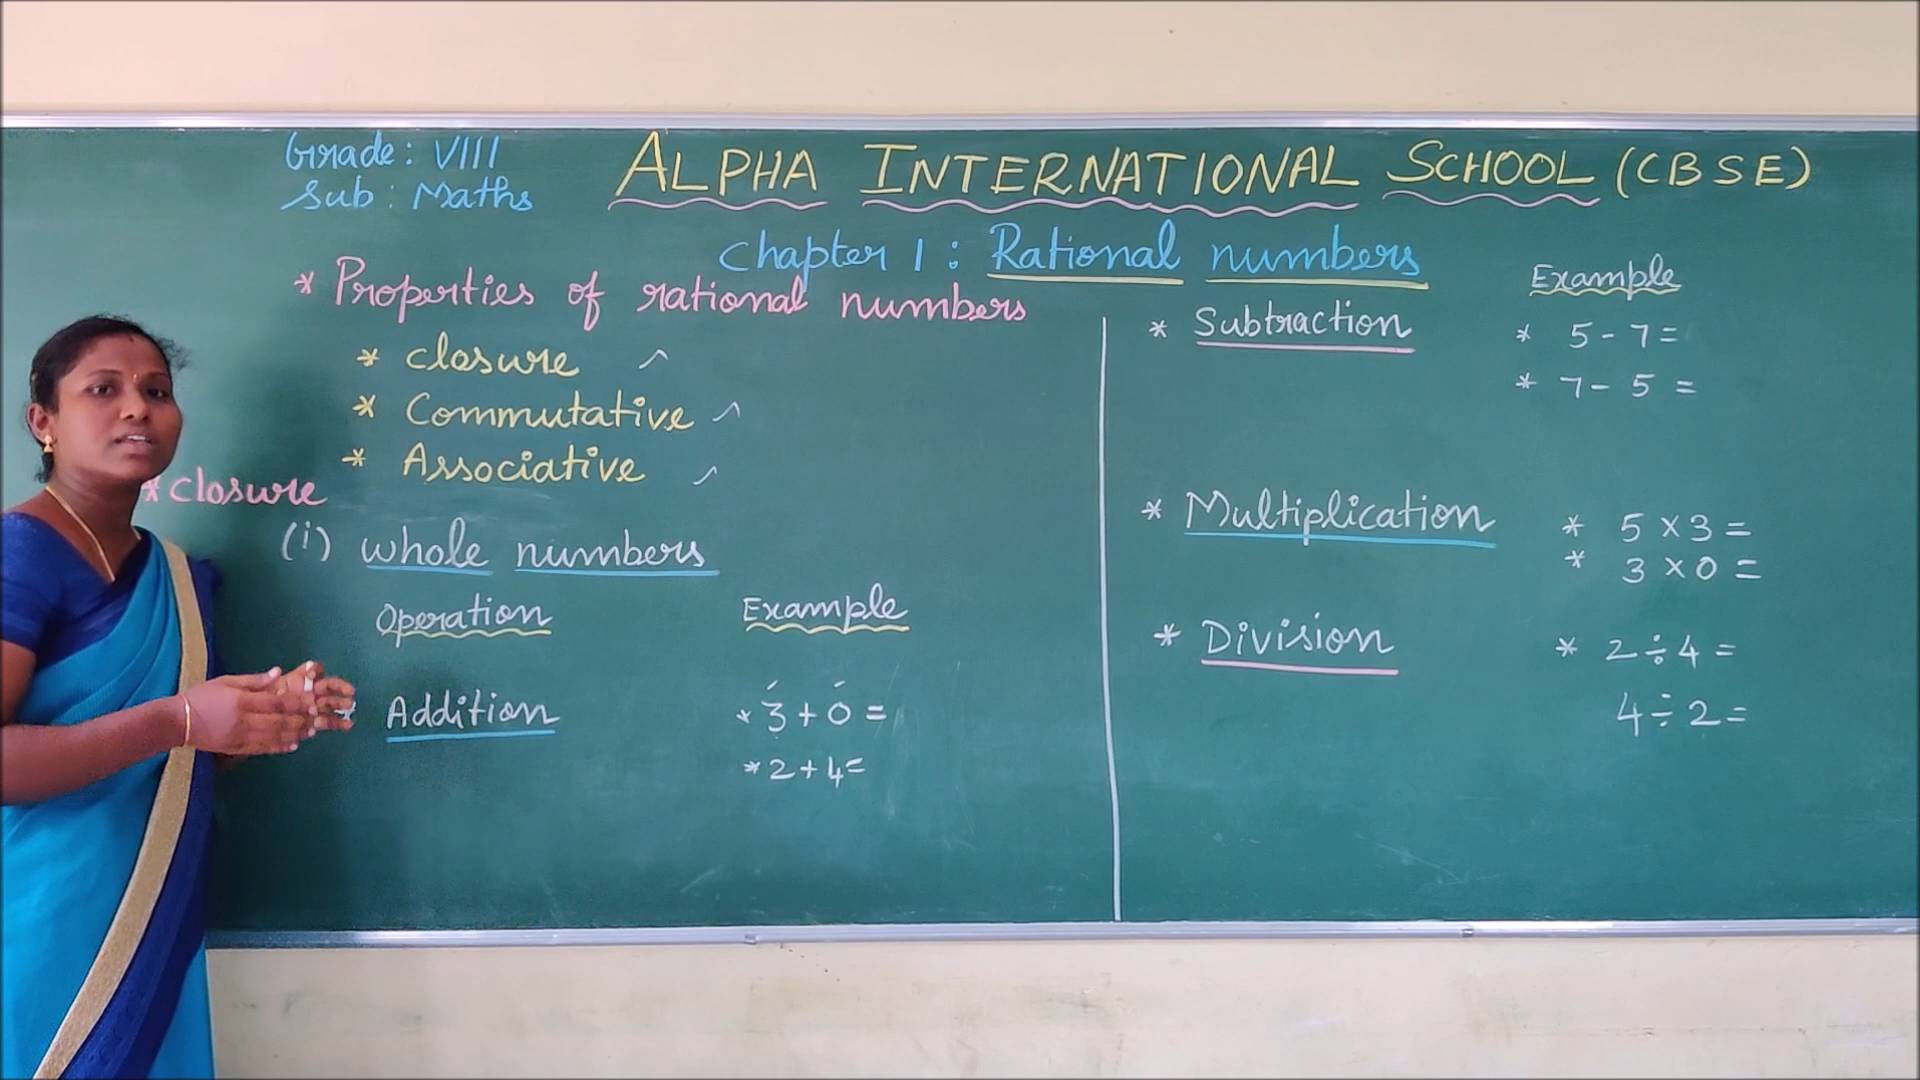 Grade: VIII
Sub: Maths
ALPHA INTERNATIONAL SCHOOL (CBSE)
Chapter 1: Rational numbers
* Properties of rational numbers
* closure
* Commutative
* Associative
* closure
(i) whole numbers
Operation Example
* Addition * 3 + 0 =
* 2 + 4 =
Example
* Subtraction * 5 - 7 =
* 7 - 5 =
* Multiplication * 5 × 3 =
* 3 × 0 =
* Division * 2 ÷ 4 =
4 ÷ 2 =